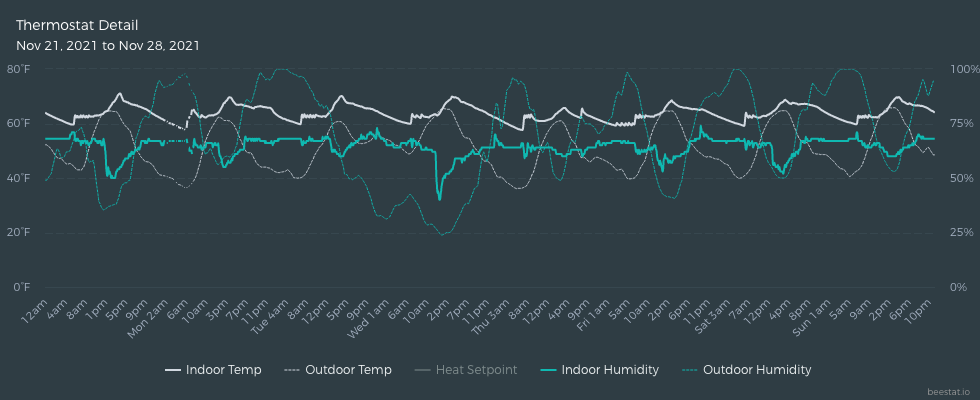 Thermostat Detail
Nov 21, 2021 to Nov 28, 2021
80°F 100%
60°F 75%
40°F 50%
20°F 25%
0°F 0%
12am 4am 8am 1pm 5pm 9pm Mon 2am 6am 10am 3pm 7pm 11pm Tue 4am 8am 12pm 5pm 9pm Wed 1am 6am 10am 2pm 7pm 11pm Thu 3am 8am 12pm 4pm 9pm Fri 1am 5am 10am 2pm 6pm 11pm Sat 3am 7am 12pm 4pm 8pm Sun 1am 5am 9am 2pm 6pm 10pm
Indoor Temp Outdoor Temp Heat Setpoint Indoor Humidity Outdoor Humidity
beestat.io